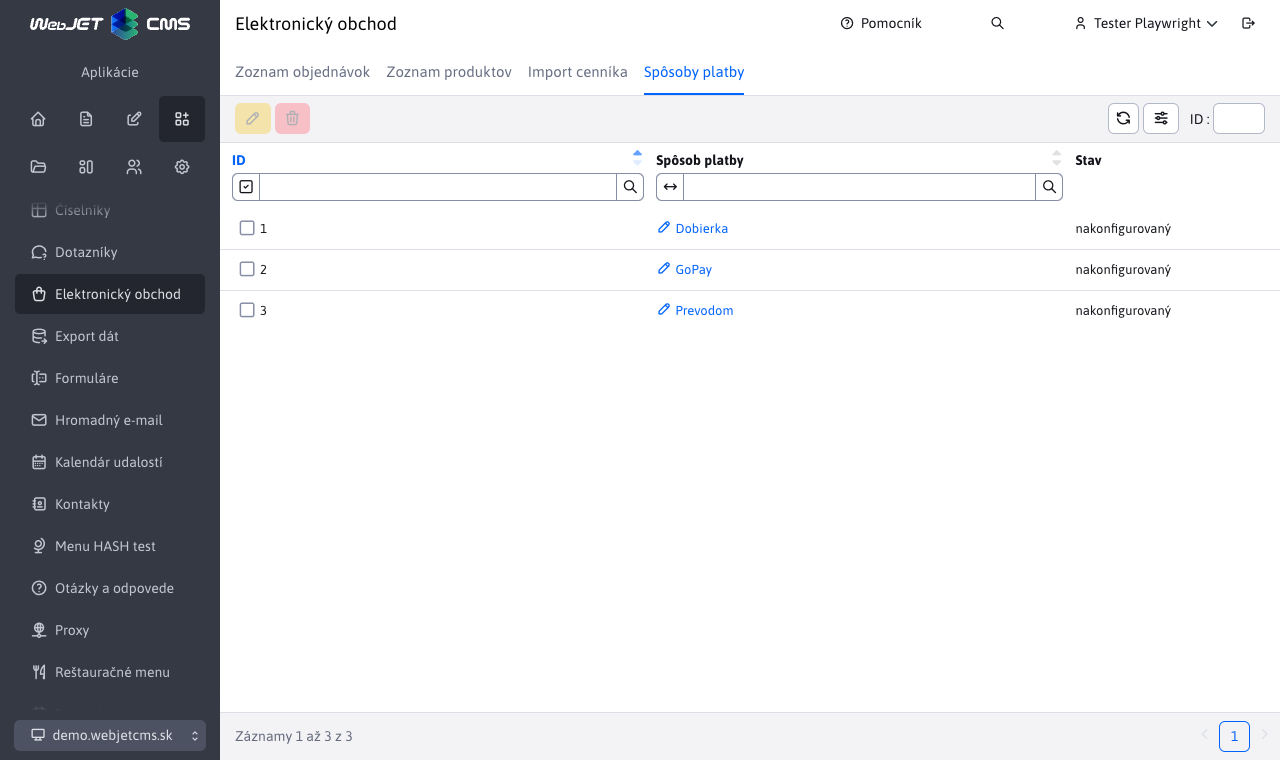 WebJET CMS
Aplikácie
Číselníky
Dotazníky
Elektronický obchod
Export dát
Formuláre
Hromadný e-mail
Kalendár udalostí
Kontakty
Menu HASH test
Otázky a odpovede
Proxy
Reštauračné menu
demo.webjetcms.sk
Elektronický obchod
Pomocník
Tester Playwright
Zoznam objednávok Zoznam produktov Import cenníka Spôsoby platby
ID :
ID Spôsob platby Stav
1 Dobierka nakonfigurovaný
2 GoPay nakonfigurovaný
3 Prevodom nakonfigurovaný
Záznamy 1 až 3 z 3
1